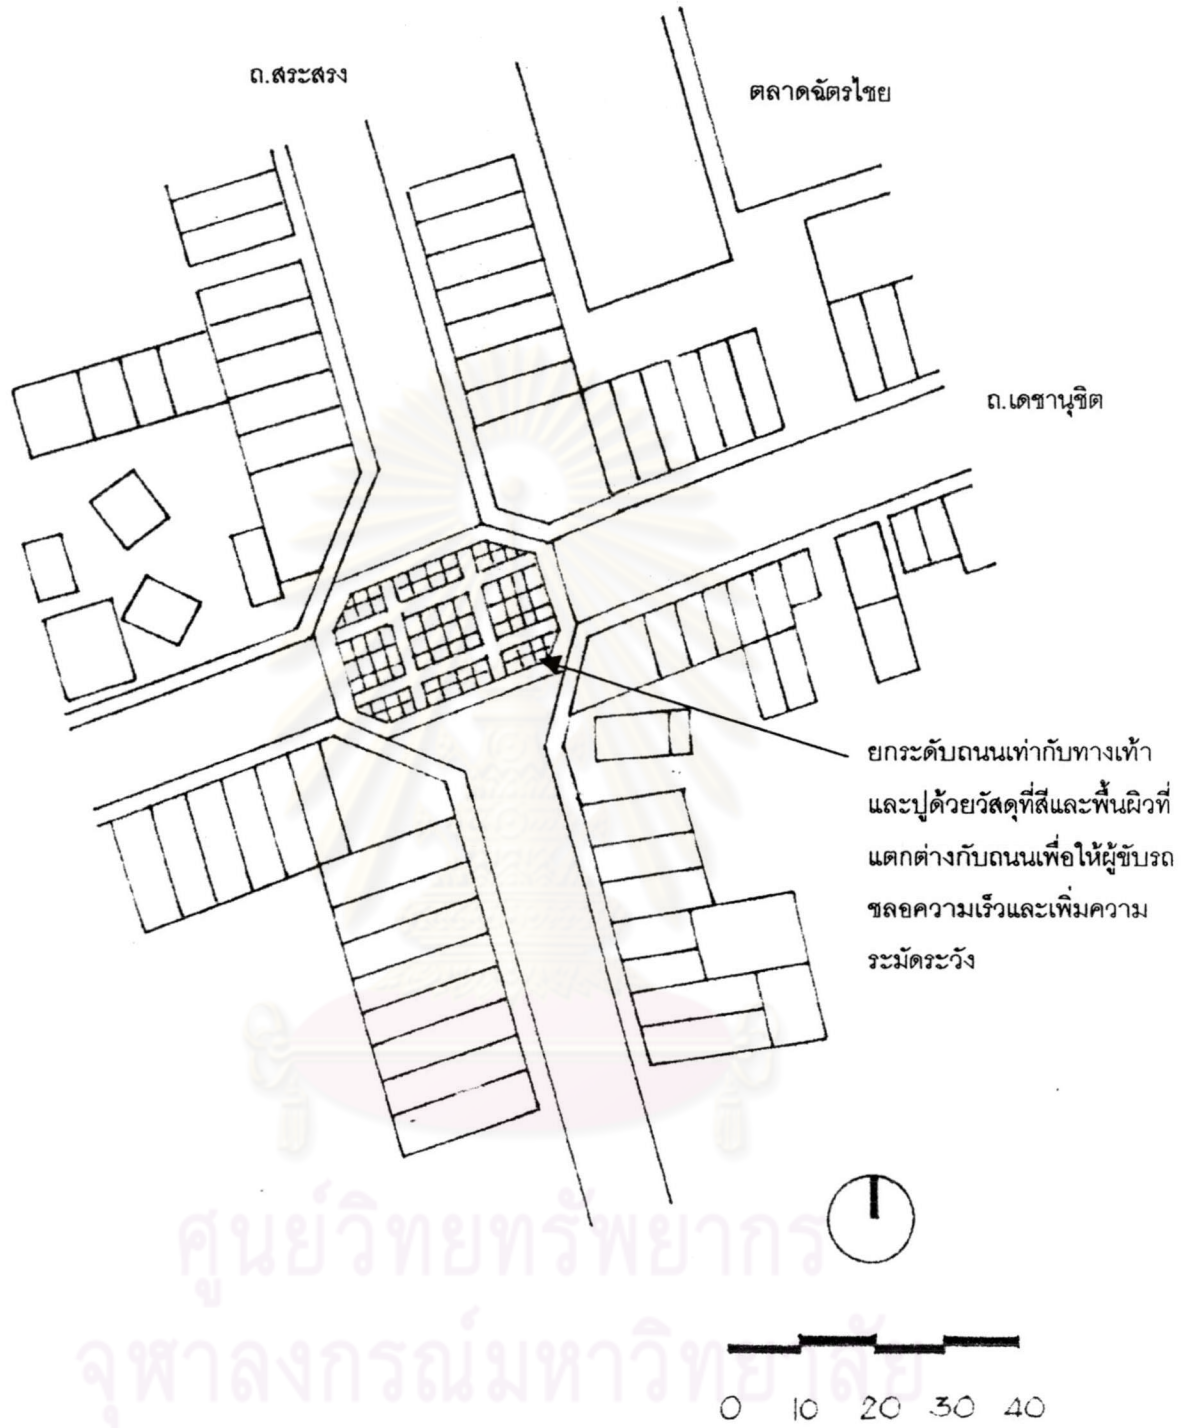 ถ.สระสรง
ตลาดฉัตรไชย
ถ.เดชานุชิต
ยกระดับถนนเท่ากับทางเท้า
และปูด้วยวัสดุที่สีและพื้นผิวที่
แตกต่างกับถนนเพื่อให้ผู้ขับรถ
ชลอความเร็วและเพิ่มความ
ระมัดระวัง
ศูนย์วิทยทรัพยากร
จุฬาลงกรณ์มหาวิทยาลัย
0 10 20 30 40